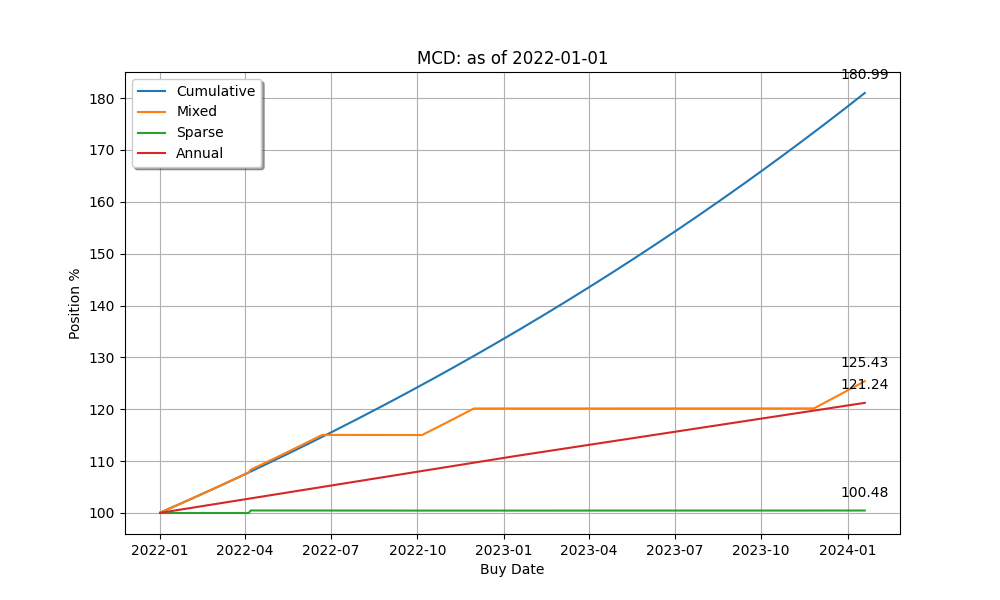 MCD: as of 2022-01-01
180.99
Cumulative
Mixed
Sparse
Annual
180
170
160
150
140
130
120
110
100
Position %
125.43
121.24
100.48
2022-01 2022-04 2022-07 2022-10 2023-01 2023-04 2023-07 2023-10 2024-01
Buy Date